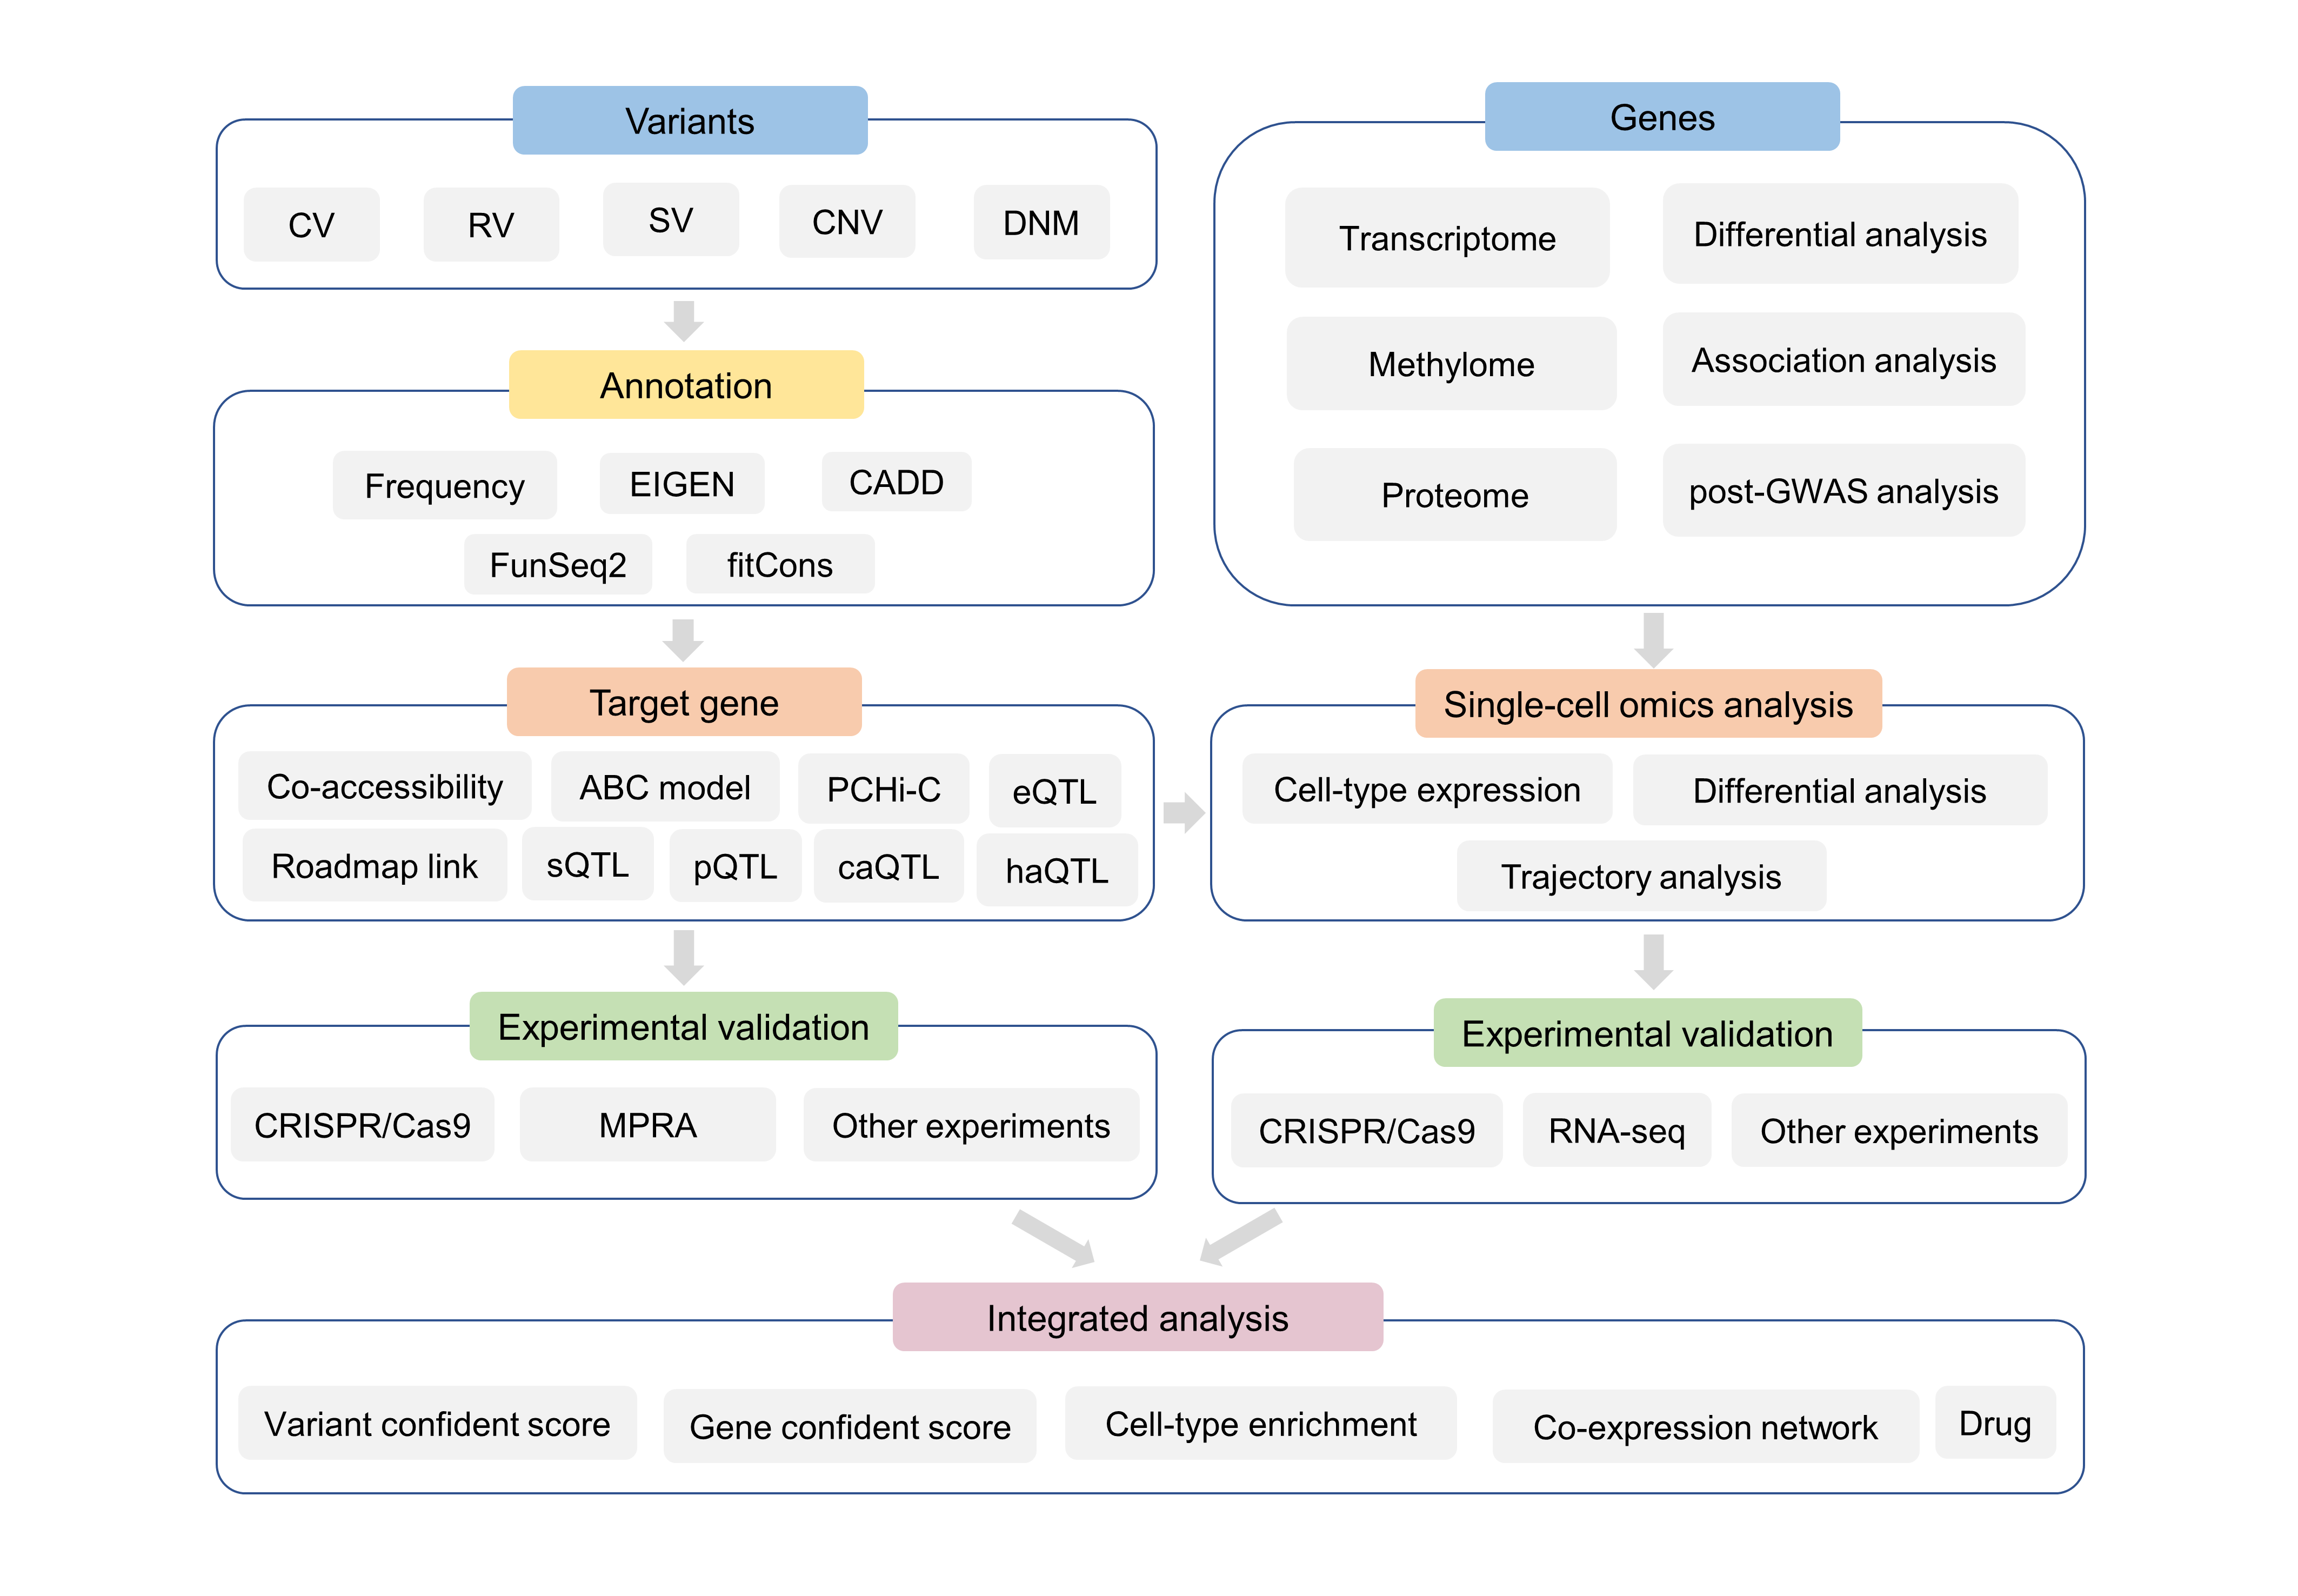 Variants
CV
RV
SV
CNV
DNM
Annotation
Frequency
EIGEN
CADD
FunSeq2
fitCons
Target gene
Co-accessibility
ABC model
PCHi-C
eQTL
Roadmap link
sQTL
pQTL
caQTL
haQTL
Experimental validation
CRISPR/Cas9
MPRA
Other experiments
Genes
Transcriptome
Differential analysis
Methylome
Association analysis
Proteome
post-GWAS analysis
Single-cell omics analysis
Cell-type expression
Differential analysis
Trajectory analysis
Experimental validation
CRISPR/Cas9
RNA-seq
Other experiments
Integrated analysis
Variant confident score
Gene confident score
Cell-type enrichment
Co-expression network
Drug